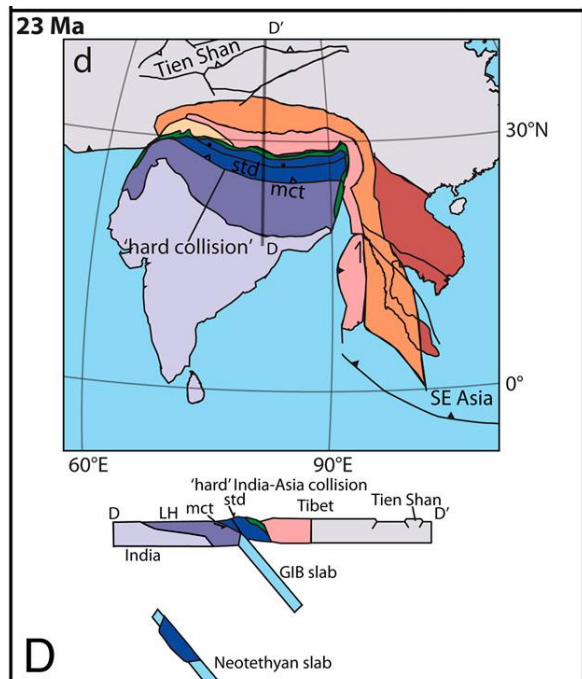 23 Ma
D'
d
Tien Shan
30°N
std
mct
'hard collision'
D
0°
SE Asia
60°E
90°E
'hard' India-Asia collision
std
mct
D
LH
Tibet
Tien Shan
D'
India
GIB slab
D
Neotethyan slab